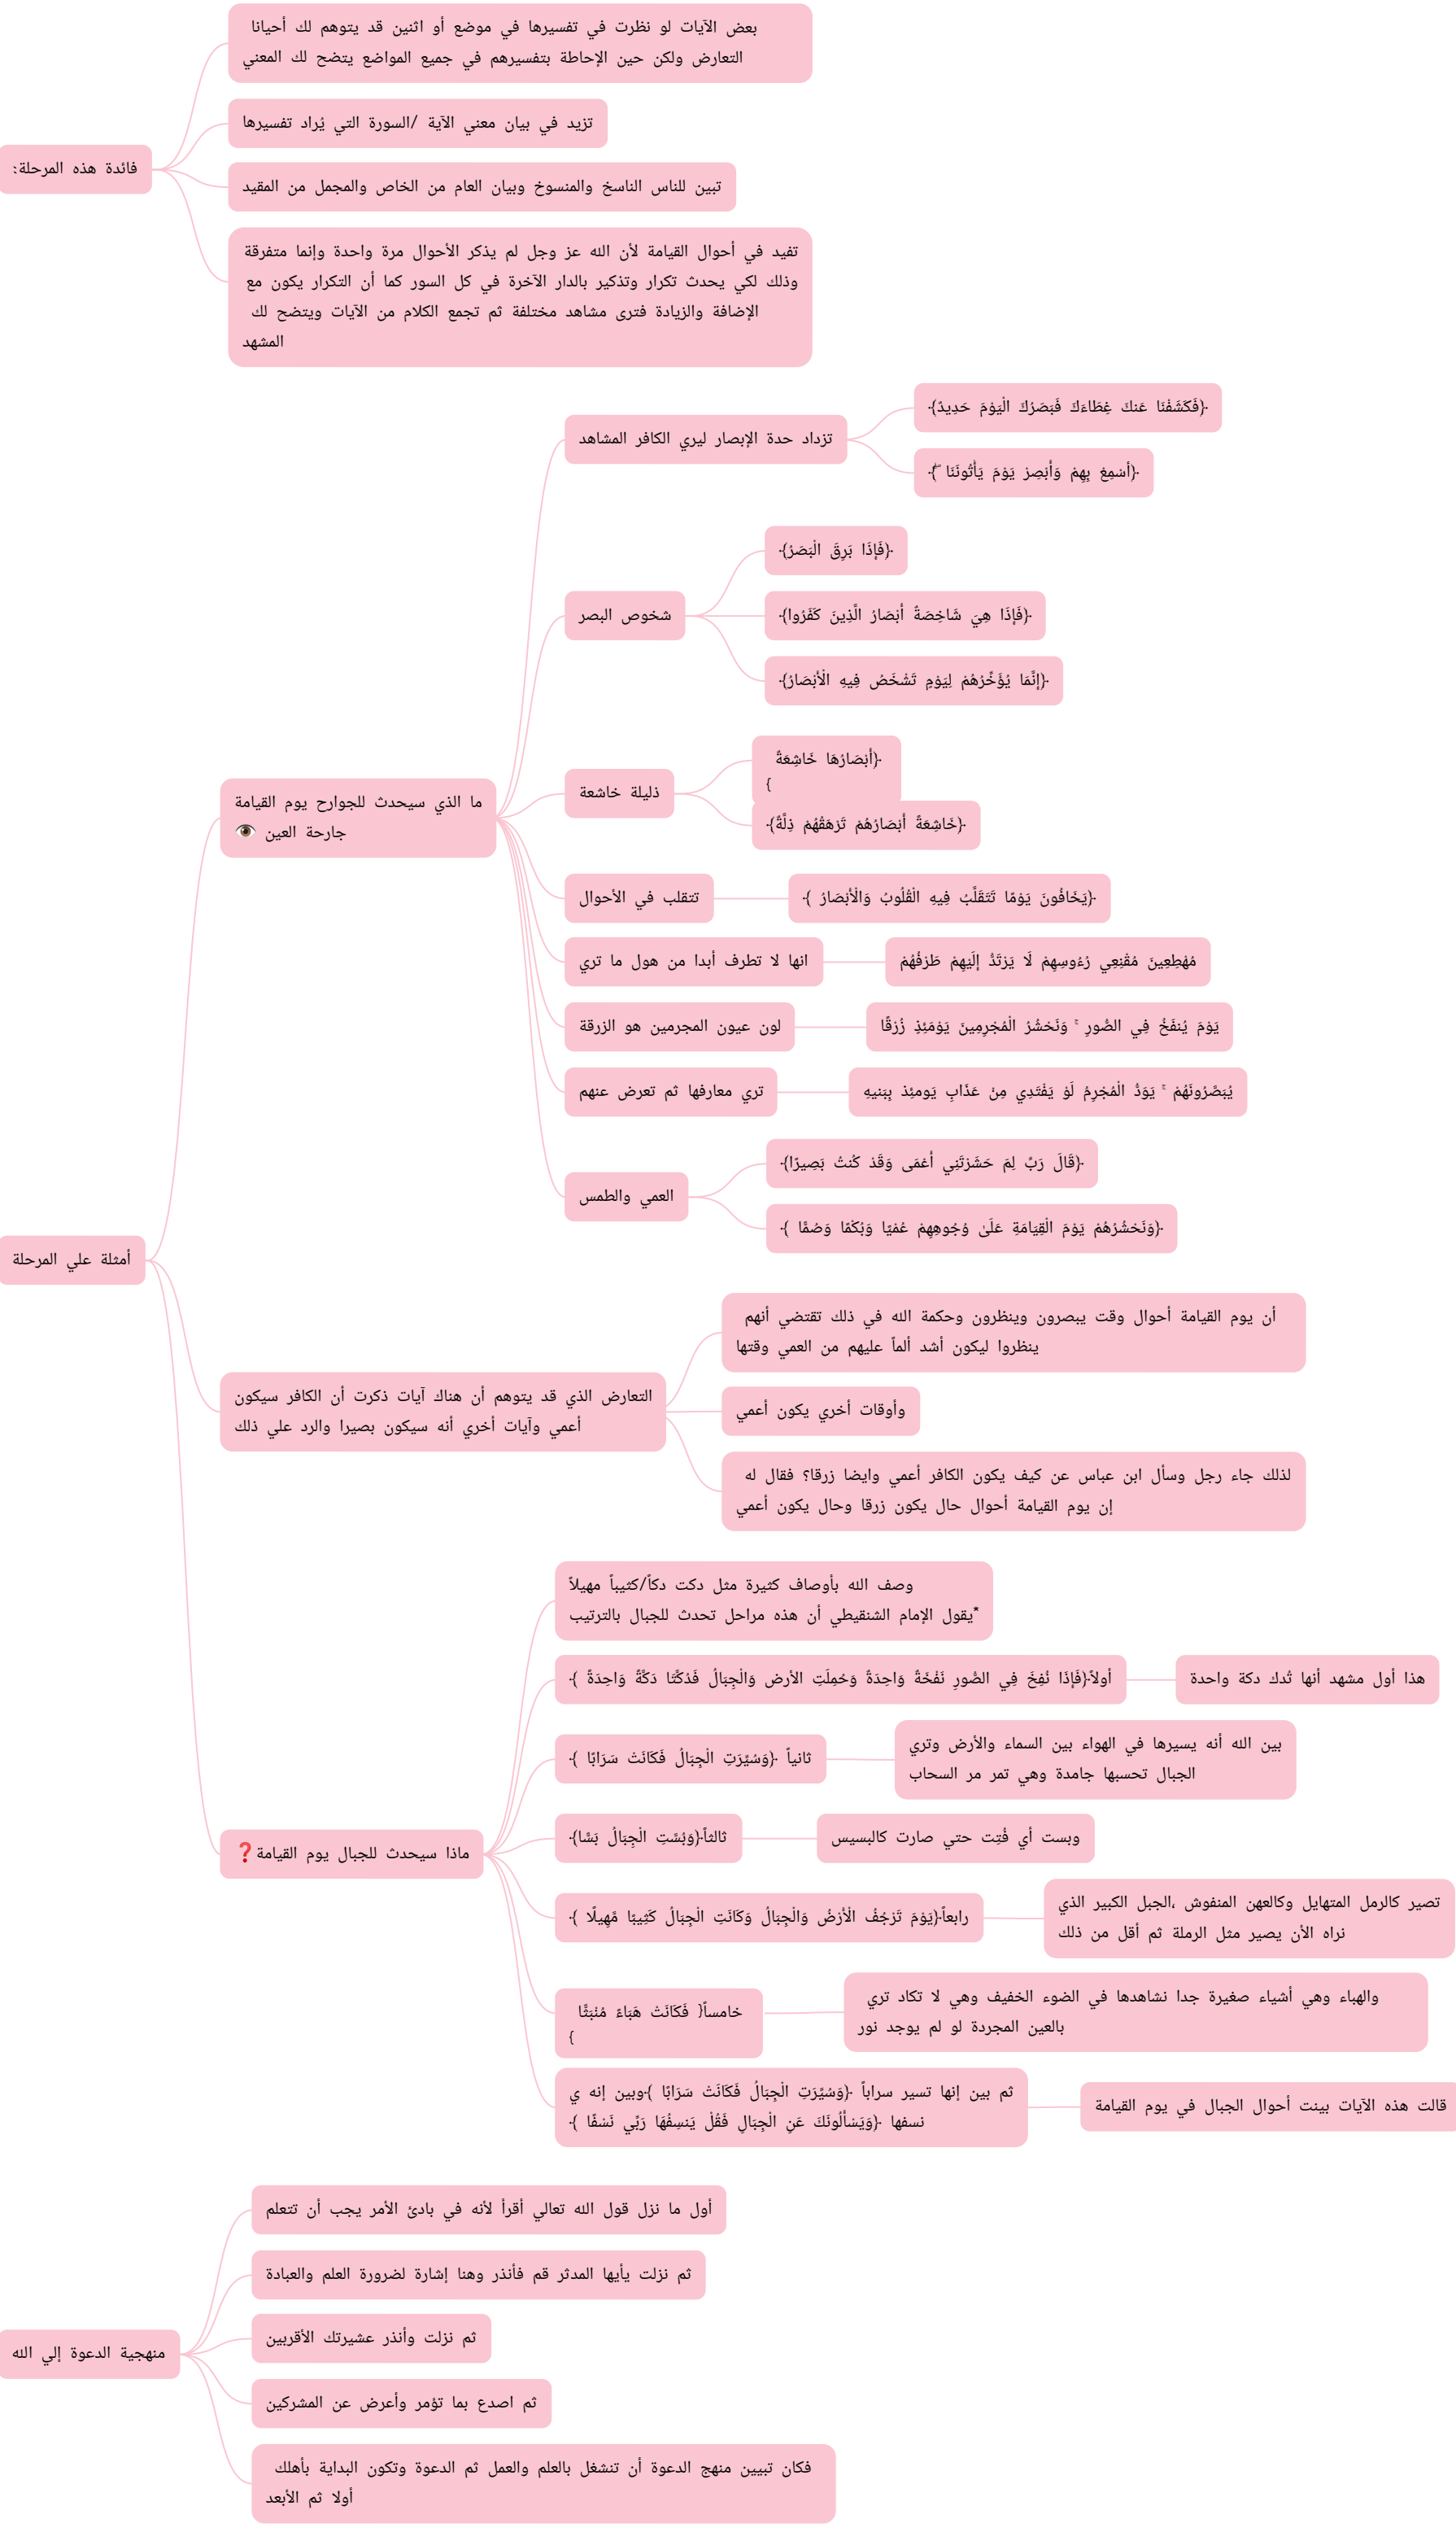 فائدة هذه المرحلة:
بعض الآيات لو نظرت في تفسيرها في موضع أو اثنين قد يتوهم لك أحيانا
التعارض ولكن حين الإحاطة بتفسيرهم في جميع المواضع يتضح لك المعني
تزيد في بيان معني الآية /السورة التي يُراد تفسيرها
تبين للناس الناسخ والمنسوخ وبيان العام من الخاص والمجمل من المقيد
تفيد في أحوال القيامة لأن الله عز وجل لم يذكر الأحوال مرة واحدة وإنما متفرقة
وذلك لكي يحدث تكرار وتذكير بالدار الآخرة في كل السور كما أن التكرار يكون مع
الإضافة والزيادة فترى مشاهد مختلفة ثم تجمع الكلام من الآيات ويتضح لك
المشهد
أمثلة علي المرحلة
ما الذي سيحدث للجوارح يوم القيامة
جارحة العين 👁
تزداد حدة الإبصار ليري الكافر المشاهد
﴿فَكَشَفْنَا عَنكَ غِطَاءَكَ فَبَصَرُكَ الْيَوْمَ حَدِيدٌ﴾
﴿أَسْمِعْ بِهِمْ وَأَبْصِرْ يَوْمَ يَأْتُونَنَا ۖ﴾
شخوص البصر
﴿فَإِذَا بَرِقَ الْبَصَرُ﴾
﴿فَإِذَا هِيَ شَاخِصَةٌ أَبْصَارُ الَّذِينَ كَفَرُوا﴾
﴿إِنَّمَا يُؤَخِّرُهُمْ لِيَوْمٍ تَشْخَصُ فِيهِ الْأَبْصَارُ﴾
ذليلة خاشعة
﴿أَبْصَارُهَا خَاشِعَةٌ
}
﴿خَاشِعَةً أَبْصَارُهُمْ تَرْهَقُهُمْ ذِلَّةٌ﴾
تتقلب في الأحوال
﴿يَخَافُونَ يَوْمًا تَتَقَلَّبُ فِيهِ الْقُلُوبُ وَالْأَبْصَارُ ﴾
انها لا تطرف أبدا من هول ما تري
مُهْطِعِينَ مُقْنِعِي رُءُوسِهِمْ لَا يَرْتَدُّ إِلَيْهِمْ طَرْفُهُمْ
لون عيون المجرمين هو الزرقة
يَوْمَ يُنفَخُ فِي الصُّورِ ۚ وَنَحْشُرُ الْمُجْرِمِينَ يَوْمَئِذٍ زُرْقًا
تري معارفها ثم تعرض عنهم
يُبَصَّرُونَهُمْ ۚ يَوَدُّ الْمُجْرِمُ لَوْ يَفْتَدِي مِنْ عَذَابِ يَومئِذ بِبَنيهِ
العمي والطمس
﴿قَالَ رَبِّ لِمَ حَشَرْتَنِي أَعْمَى وَقَدْ كُنتُ بَصِيرًا﴾
﴿وَنَحْشُرُهُمْ يَوْمَ الْقِيَامَةِ عَلَىٰ وُجُوهِهِمْ عُمْيًا وَبُكْمًا وَصُمًّا ﴾
التعارض الذي قد يتوهم أن هناك آيات ذكرت أن الكافر سيكون
أعمي وآيات أخري أنه سيكون بصيرا والرد علي ذلك
أن يوم القيامة أحوال وقت يبصرون وينظرون وحكمة الله في ذلك تقتضي أنهم
ينظروا ليكون أشد ألماً عليهم من العمي وقتها
وأوقات أخري يكون أعمي
لذلك جاء رجل وسأل ابن عباس عن كيف يكون الكافر أعمي وايضا زرقا؟ فقال له
إن يوم القيامة أحوال حال يكون زرقا وحال يكون أعمي
ماذا سيحدث للجبال يوم القيامة❓
وصف الله بأوصاف كثيرة مثل دكت دكاً/كثيباً مهيلاً
*يقول الإمام الشنقيطي أن هذه مراحل تحدث للجبال بالترتيب
أولاً﴿فَإِذَا نُفِخَ فِي الصُّورِ نَفْخَةٌ وَاحِدَةٌ وَحُمِلَتِ الأرض وَالْجِبَالُ فَدُكَّتَا دَكَّةً وَاحِدَةً ﴾
هذا أول مشهد أنها تُدك دكة واحدة
ثانياً ﴿وَسُيِّرَتِ الْجِبَالُ فَكَانَتْ سَرَابًا ﴾
بين الله أنه يسيرها في الهواء بين السماء والأرض وتري
الجبال تحسبها جامدة وهي تمر مر السحاب
ثالثاً﴿وَبُسَّتِ الْجِبَالُ بَسًّا﴾
وبست أي فُتِت حتي صارت كالبسيس
رابعاً﴿يَوْمَ تَرْجُفُ الْأَرْضُ وَالْجِبَالُ وَكَانَتِ الْجِبَالُ كَثِيبًا مَّهِيلًا ﴾
تصير كالرمل المتهايل وكالعهن المنفوش ،الجبل الكبير الذي
نراه الأن يصير مثل الرملة ثم أقل من ذلك
خامساً{ فَكَانَتْ هَبَاءً مُنْبَثًّا
}
والهباء وهي أشياء صغيرة جدا نشاهدها في الضوء الخفيف وهي لا تكاد تري
بالعين المجردة لو لم يوجد نور
ثم بين إنها تسير سراباً ﴿وَسُيِّرَتِ الْجِبَالُ فَكَانَتْ سَرَابًا ﴾وبين إنه ي
نسفها ﴿وَيَسْأَلُونَكَ عَنِ الْجِبَالِ فَقُلْ يَنسِفُهَا رَبِّي نَسْفًا ﴾
قالت هذه الآيات بينت أحوال الجبال في يوم القيامة
منهجية الدعوة إلي الله
أول ما نزل قول الله تعالي أقرأ لأنه في بادئ الأمر يجب أن تتعلم
ثم نزلت يأيها المدثر قم فأنذر وهنا إشارة لضرورة العلم والعبادة
ثم نزلت وأنذر عشيرتك الأقربين
ثم اصدع بما تؤمر وأعرض عن المشركين
فكان تبيين منهج الدعوة أن تنشغل بالعلم والعمل ثم الدعوة وتكون البداية بأهلك
أولا ثم الأبعد